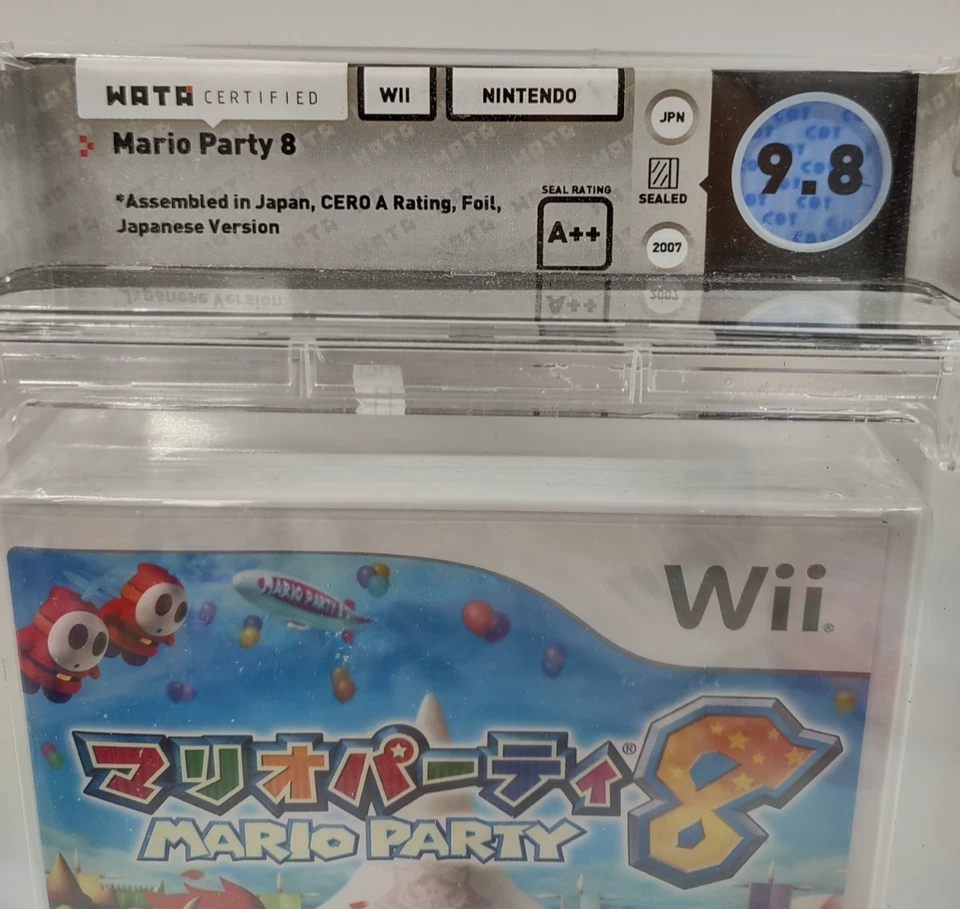 WATA CERTIFIED
WII
NINTENDO
JPN
Mario Party 8
9.8
SEALED
*Assembled in Japan, CERO A Rating, Foil,
Japanese Version
SEAL RATING
A++
2007
Wii®
MARIO PARTY
マリオパーティ® 8
MARIO PARTY